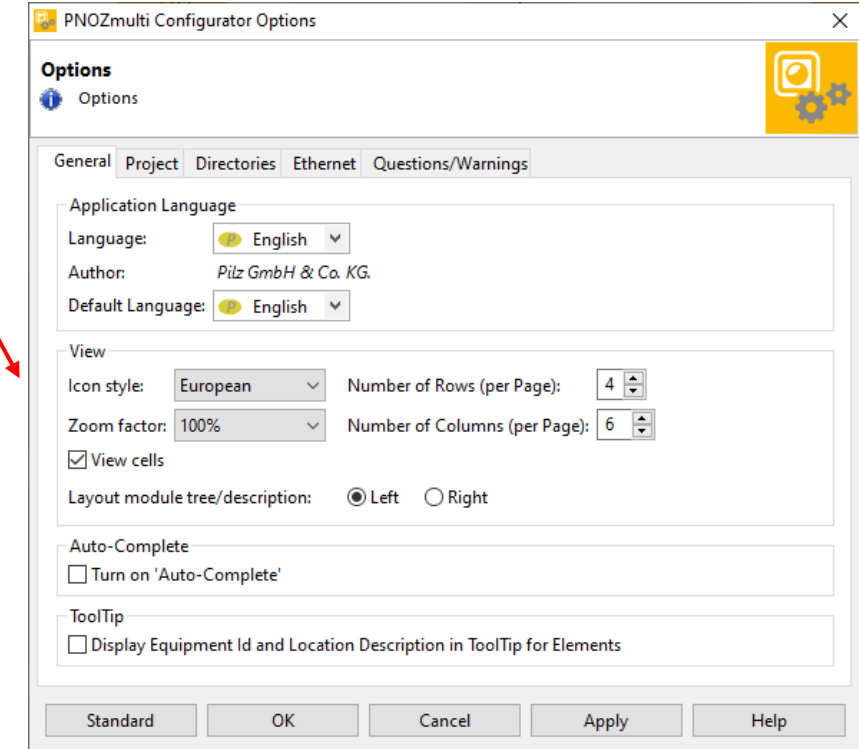 PNOZmulti Configurator Options
Options
Options
General Project Directories Ethernet Questions/Warnings
Application Language
Language: English
Author: Pilz GmbH & Co. KG.
Default Language: English
View
Icon style: European Number of Rows (per Page): 4
Zoom factor: 100% Number of Columns (per Page): 6
View cells
Layout module tree/description: Left Right
Auto-Complete
Turn on 'Auto-Complete'
ToolTip
Display Equipment Id and Location Description in ToolTip for Elements
Standard OK Cancel Apply Help